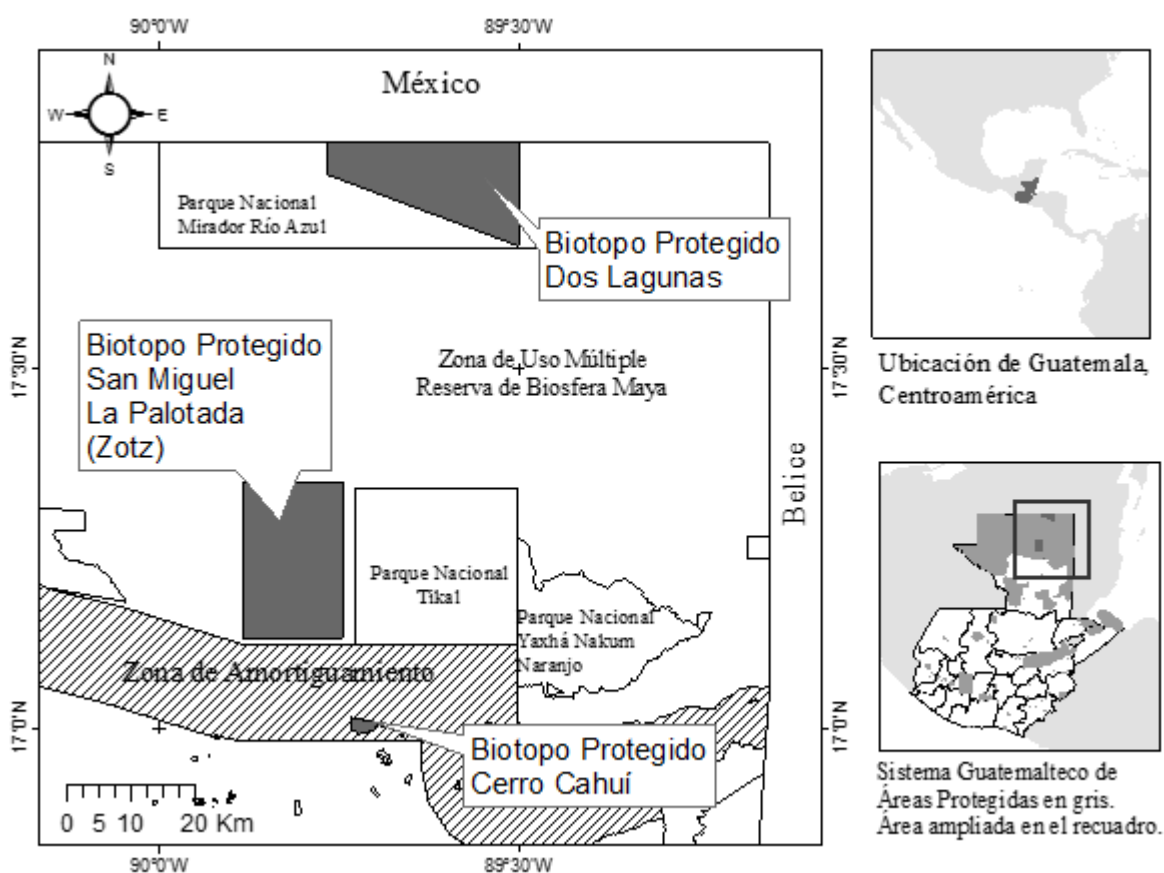 90°0'W
89°30'W
México
N
W
E
S
Parque Nacional
Mirador Río Azul
Biotopo Protegido
Dos Lagunas
Biotopo Protegido
San Miguel
La Palotada
(Zotz)
Zona de Uso Múltiple
Reserva de Biosfera Maya
17°30'N
17°30'N
Belice
Parque Nacional
Tikal
Parque Nacional
Yaxhá Nakum
Naranjo
Zona de Amortiguamiento
17°0'N
17°0'N
Biotopo Protegido
Cerro Cahuí
0 5 10 20 Km
90°0'W
89°30'W
Ubicación de Guatemala,
Centroamérica
Sistema Guatemalteco de
Áreas Protegidas en gris.
Área ampliada en el recuadro.